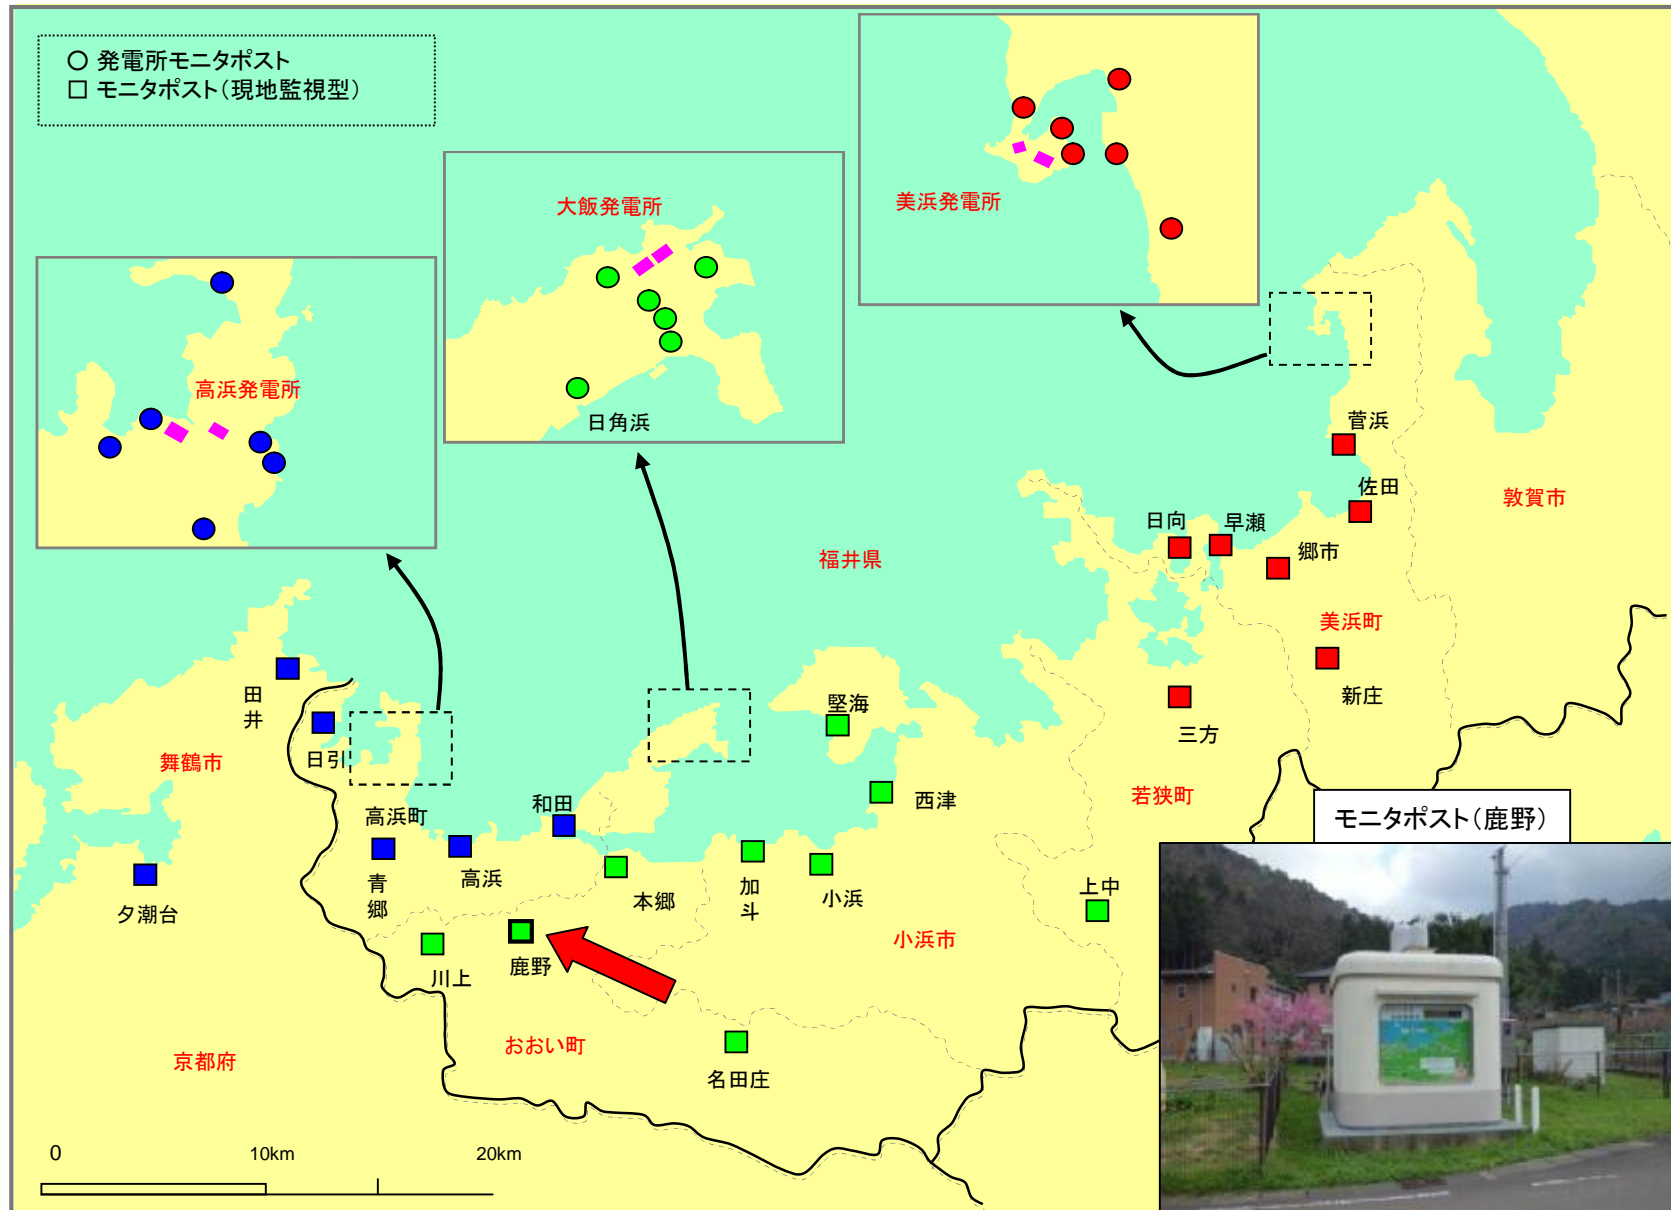 ○ 発電所モニタポスト
□ モニタポスト(現地監視型)
美浜発電所
大飯発電所
日角浜
高浜発電所
福井県
菅浜
佐田
敦賀市
日向
早瀬
郷市
美浜町
新庄
三方
若狭町
田井
日引
舞鶴市
堅海
西津
和田
高浜町
青郷
高浜
夕潮台
本郷
加斗
小浜
上中
小浜市
川上
鹿野
おおい町
名田庄
京都府
モニタポスト(鹿野)
0 10km 20km